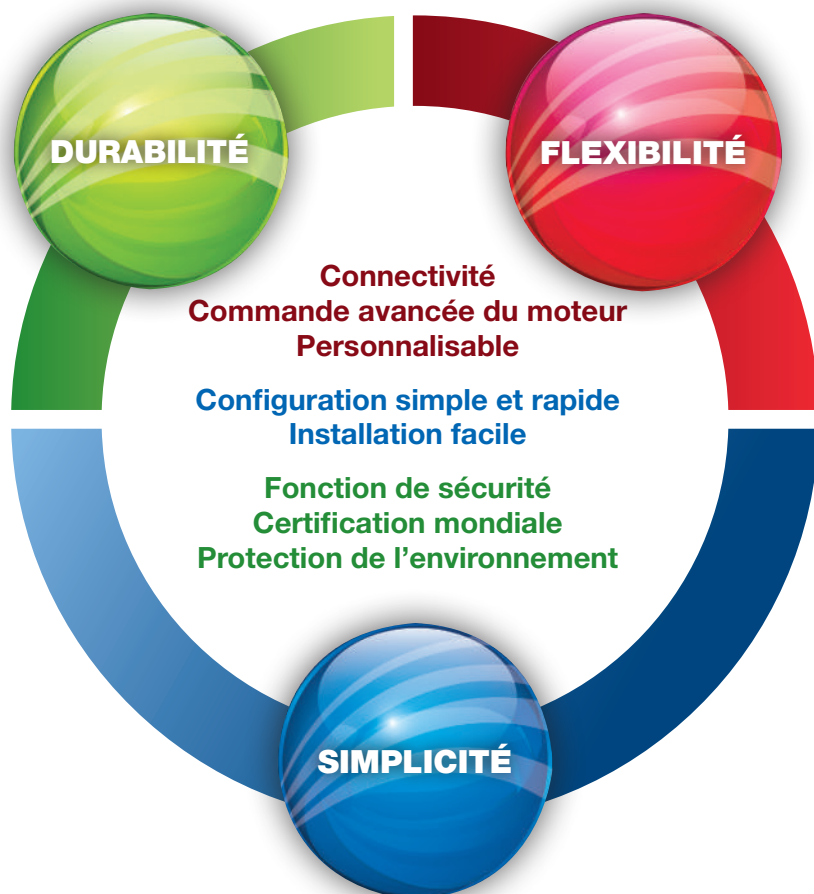 DURABILITÉ
FLEXIBILITÉ
Connectivité
Commande avancée du moteur
Personnalisable
Configuration simple et rapide
Installation facile
Fonction de sécurité
Certification mondiale
Protection de l’environnement
SIMPLICITÉ